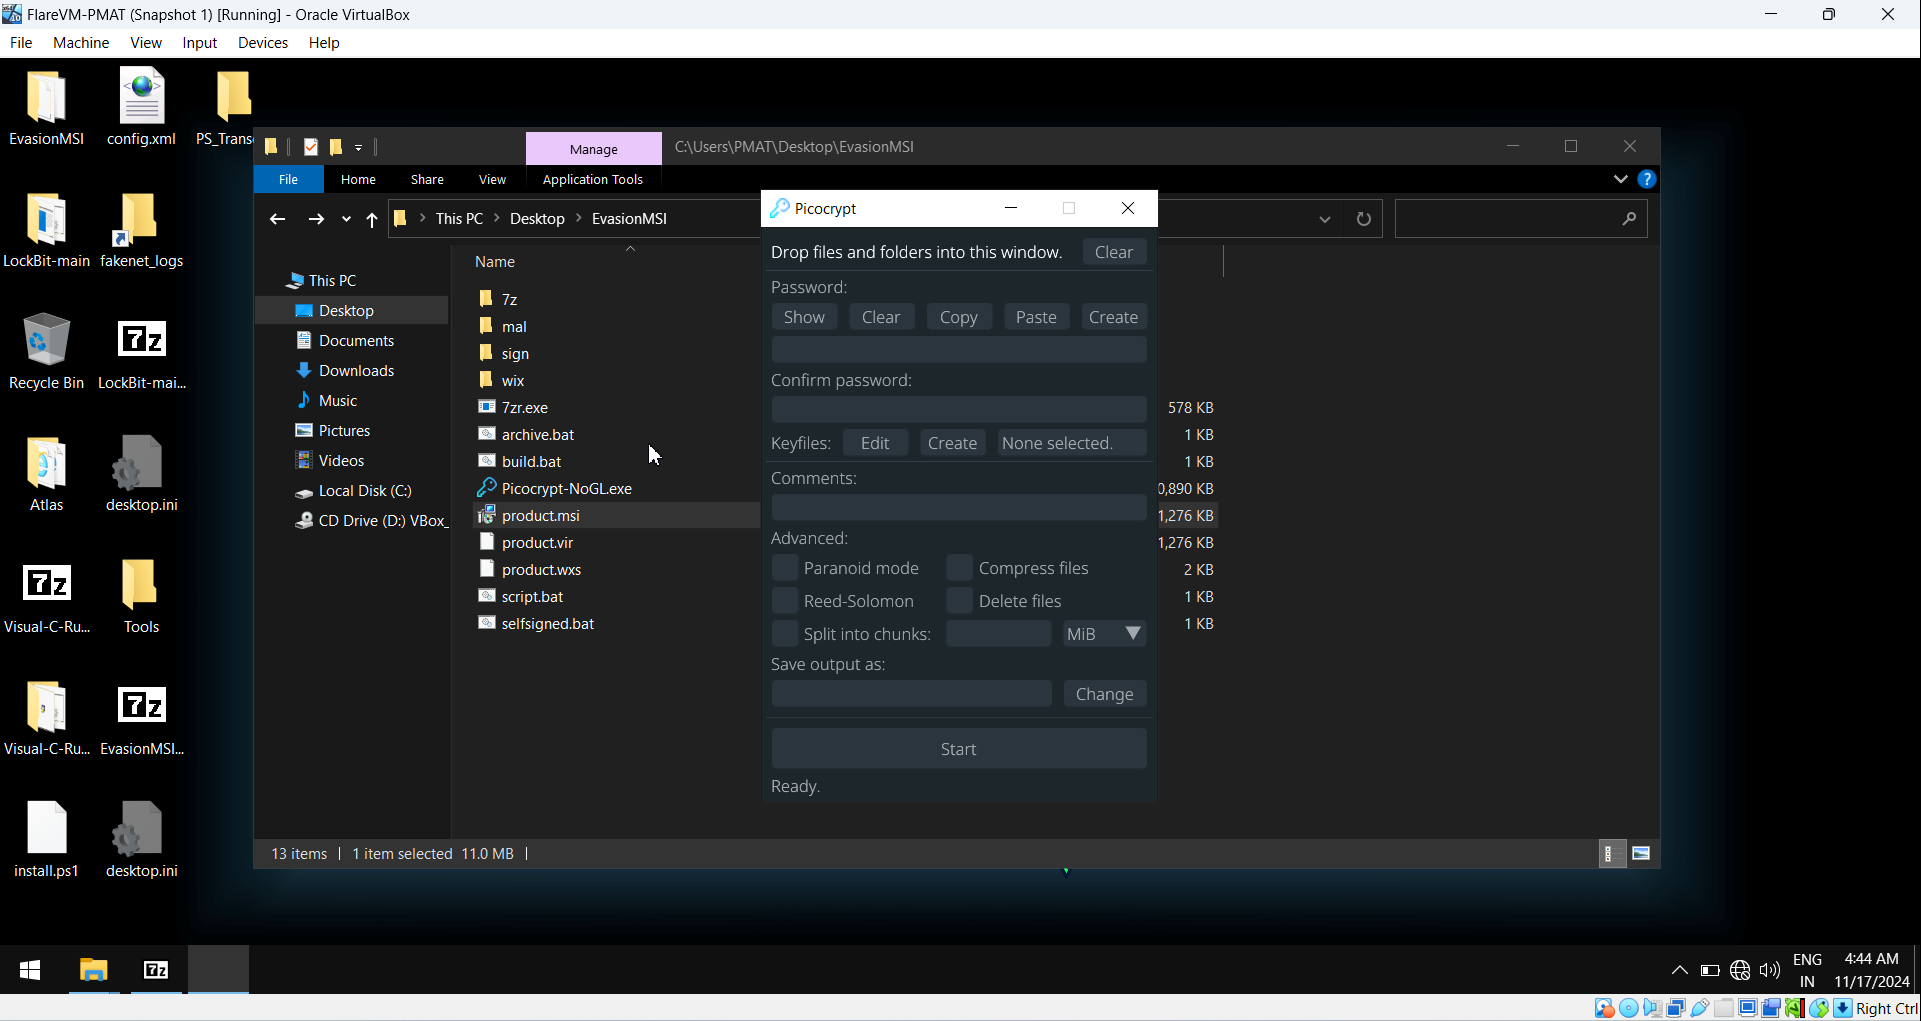 FlareVM-PMAT (Snapshot 1) [Running] - Oracle VirtualBox
File Machine View Input Devices Help
EvasionMSI config.xml PS_Trans
LockBit-main fakenet_logs
Recycle Bin LockBit-mai...
Atlas desktop.ini
Visual-C-Ru... Tools
Visual-C-Ru... EvasionMSI...
install.ps1 desktop.ini
Manage C:\Users\PMAT\Desktop\EvasionMSI
File Home Share View Application Tools
This PC > Desktop > EvasionMSI
This PC
Desktop
Documents
Downloads
Music
Pictures
Videos
Local Disk (C:)
CD Drive (D:) VBox_
Name
7z
mal
sign
wix
7zr.exe 578 KB
archive.bat 1 KB
build.bat 1 KB
Picocrypt-NoGL.exe 0,890 KB
product.msi 1,276 KB
product.vir 1,276 KB
product.wxs 2 KB
script.bat 1 KB
selfsigned.bat 1 KB
13 items 1 item selected 11.0 MB
Picocrypt
Drop files and folders into this window. Clear
Password:
Show Clear Copy Paste Create
Confirm password:
Keyfiles: Edit Create None selected.
Comments:
Advanced:
Paranoid mode Compress files
Reed-Solomon Delete files
Split into chunks: MiB
Save output as:
Change
Start
Ready.
ENG 4:44 AM
IN 11/17/2024
Right Ctrl